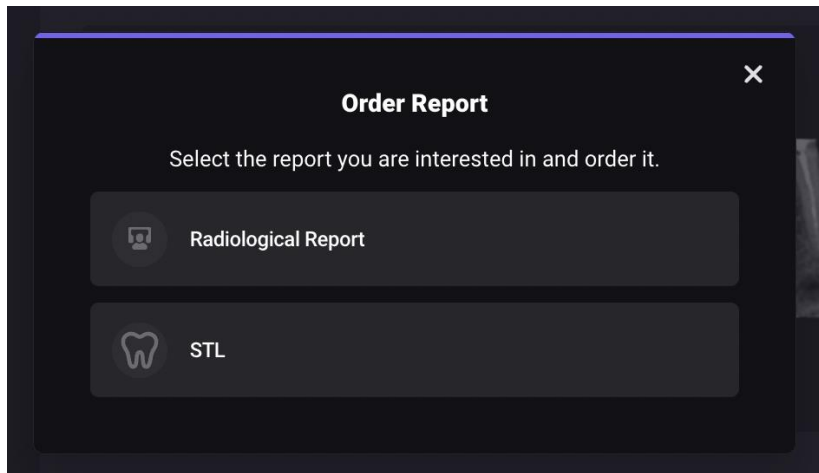 Order Report
Select the report you are interested in and order it.
Radiological Report
STL